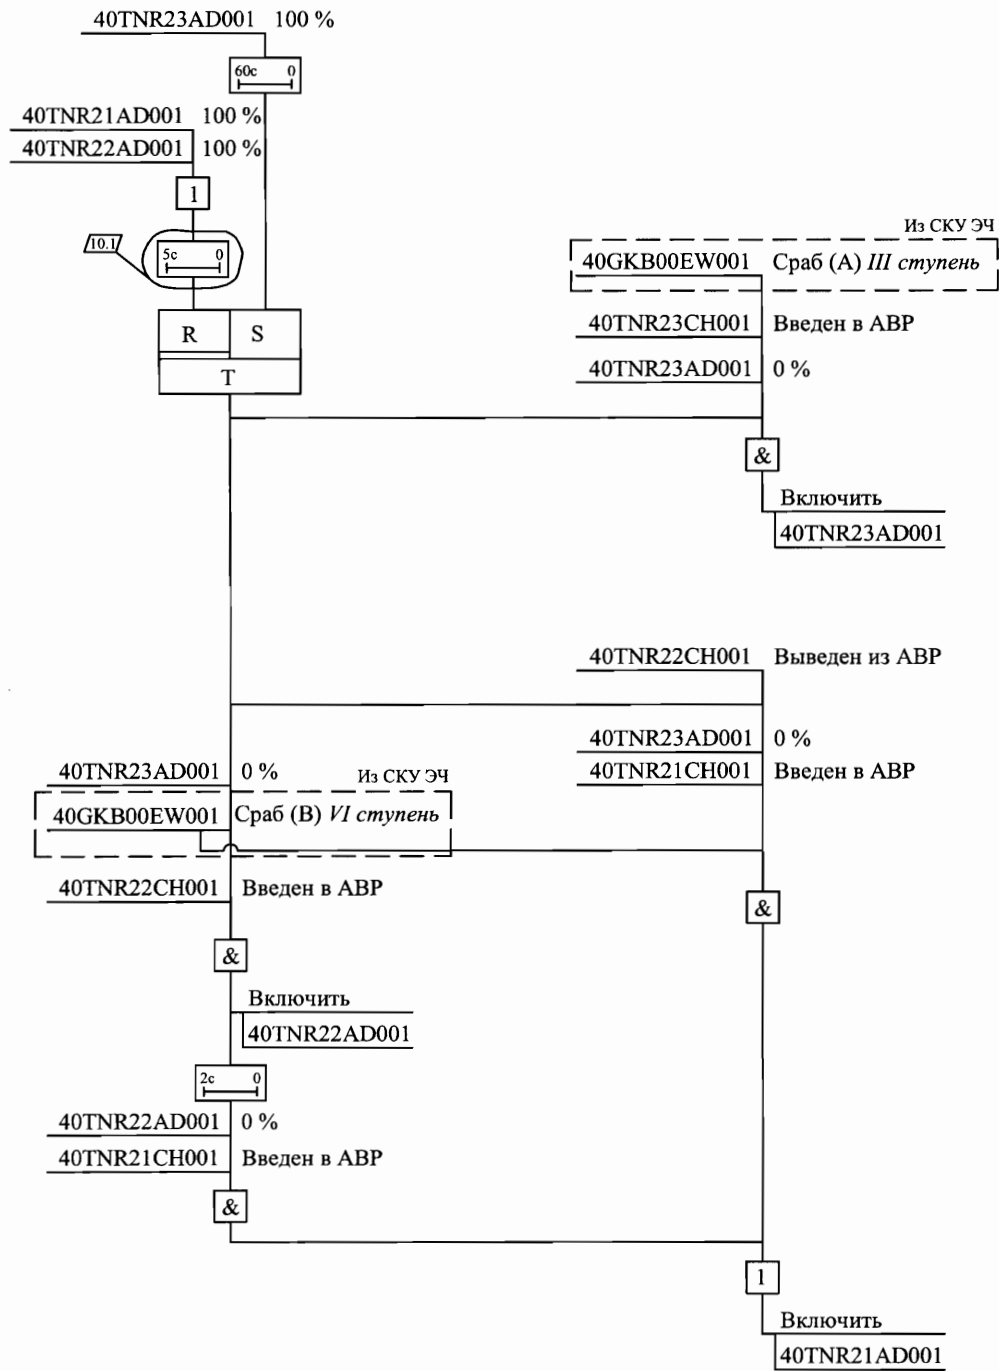 40TNR23AD001 100 %
60с 0
40TNR21AD001 100 %
40TNR22AD001 100 %
1
10.1
5с 0
R S
T
Из СКУ ЭЧ
40GKB00EW001 Сраб (А) III ступень
40TNR23CH001 Введен в АВР
40TNR23AD001 0 %
&
Включить
40TNR23AD001
40TNR22CH001 Выведен из АВР
40TNR23AD001 0 %
40TNR21CH001 Введен в АВР
40TNR23AD001 0 %
Из СКУ ЭЧ
40GKB00EW001 Сраб (В) VI ступень
40TNR22CH001 Введен в АВР
&
&
Включить
40TNR22AD001
2с 0
40TNR22AD001 0 %
40TNR21CH001 Введен в АВР
&
1
Включить
40TNR21AD001